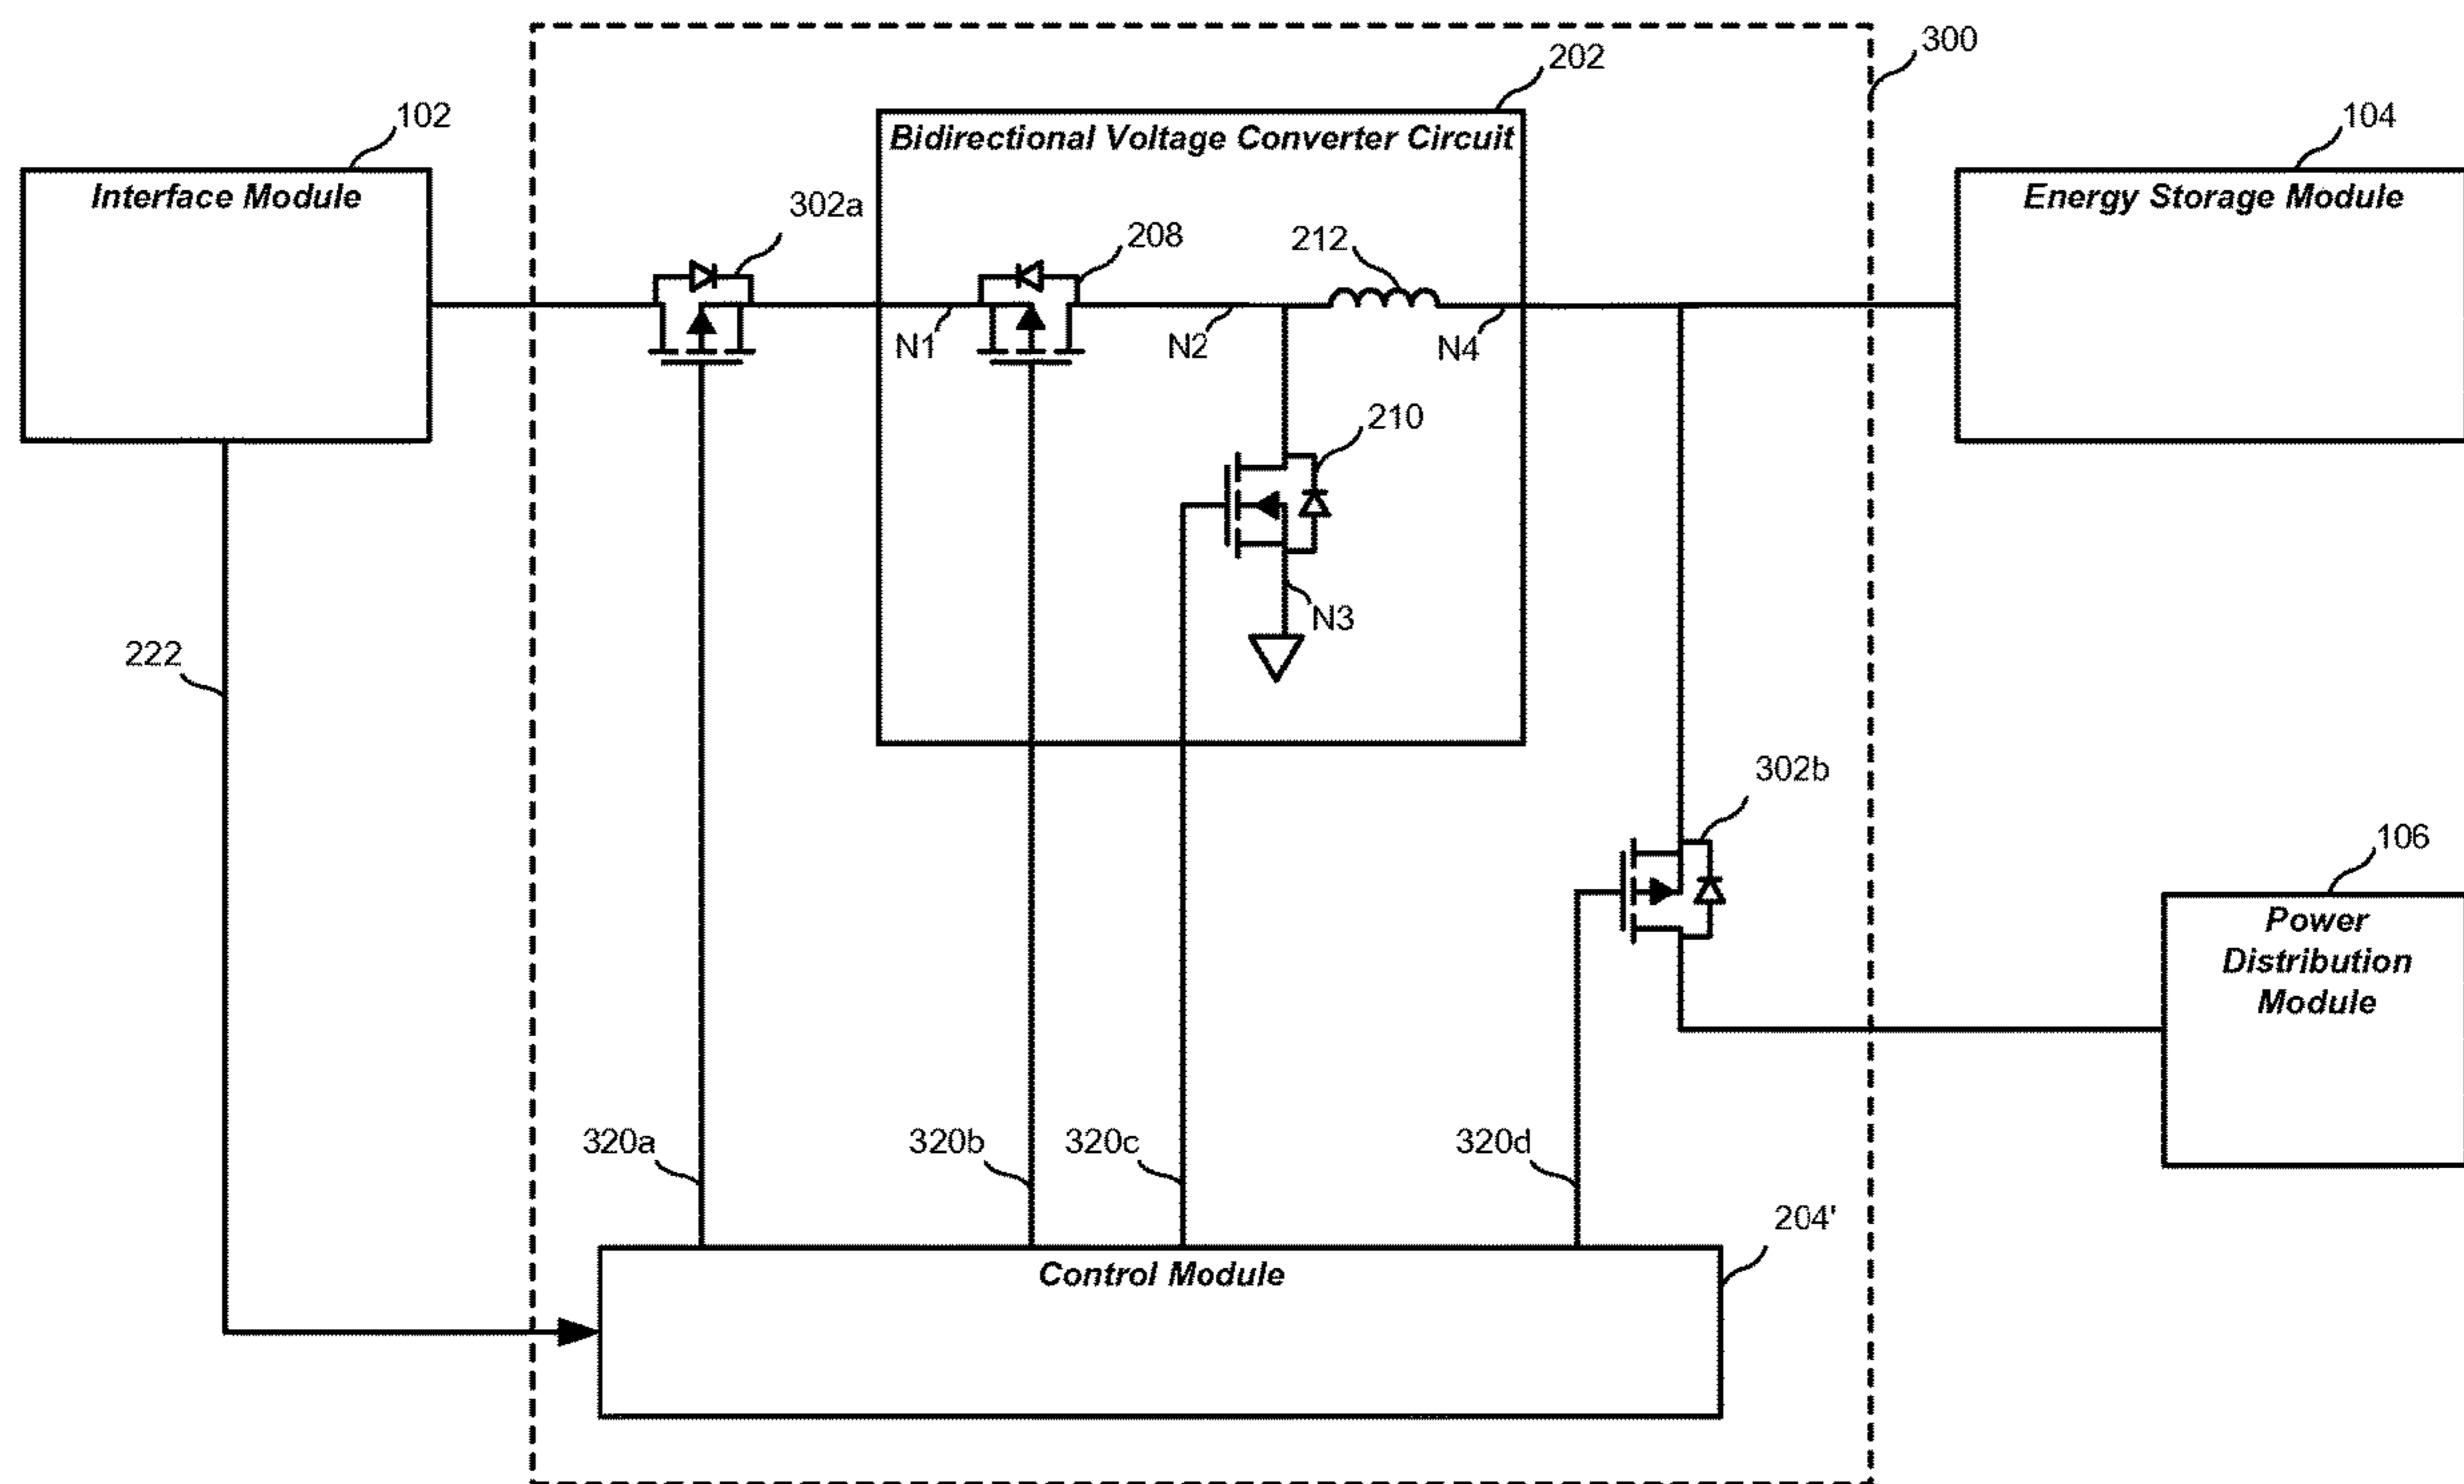 300
202
102
104
Bidirectional Voltage Converter Circuit
Interface Module
Energy Storage Module
302a
208
212
N1
N2
N4
210
N3
222
302b
106
Power
Distribution
Module
320a
320b
320c
320d
204'
Control Module